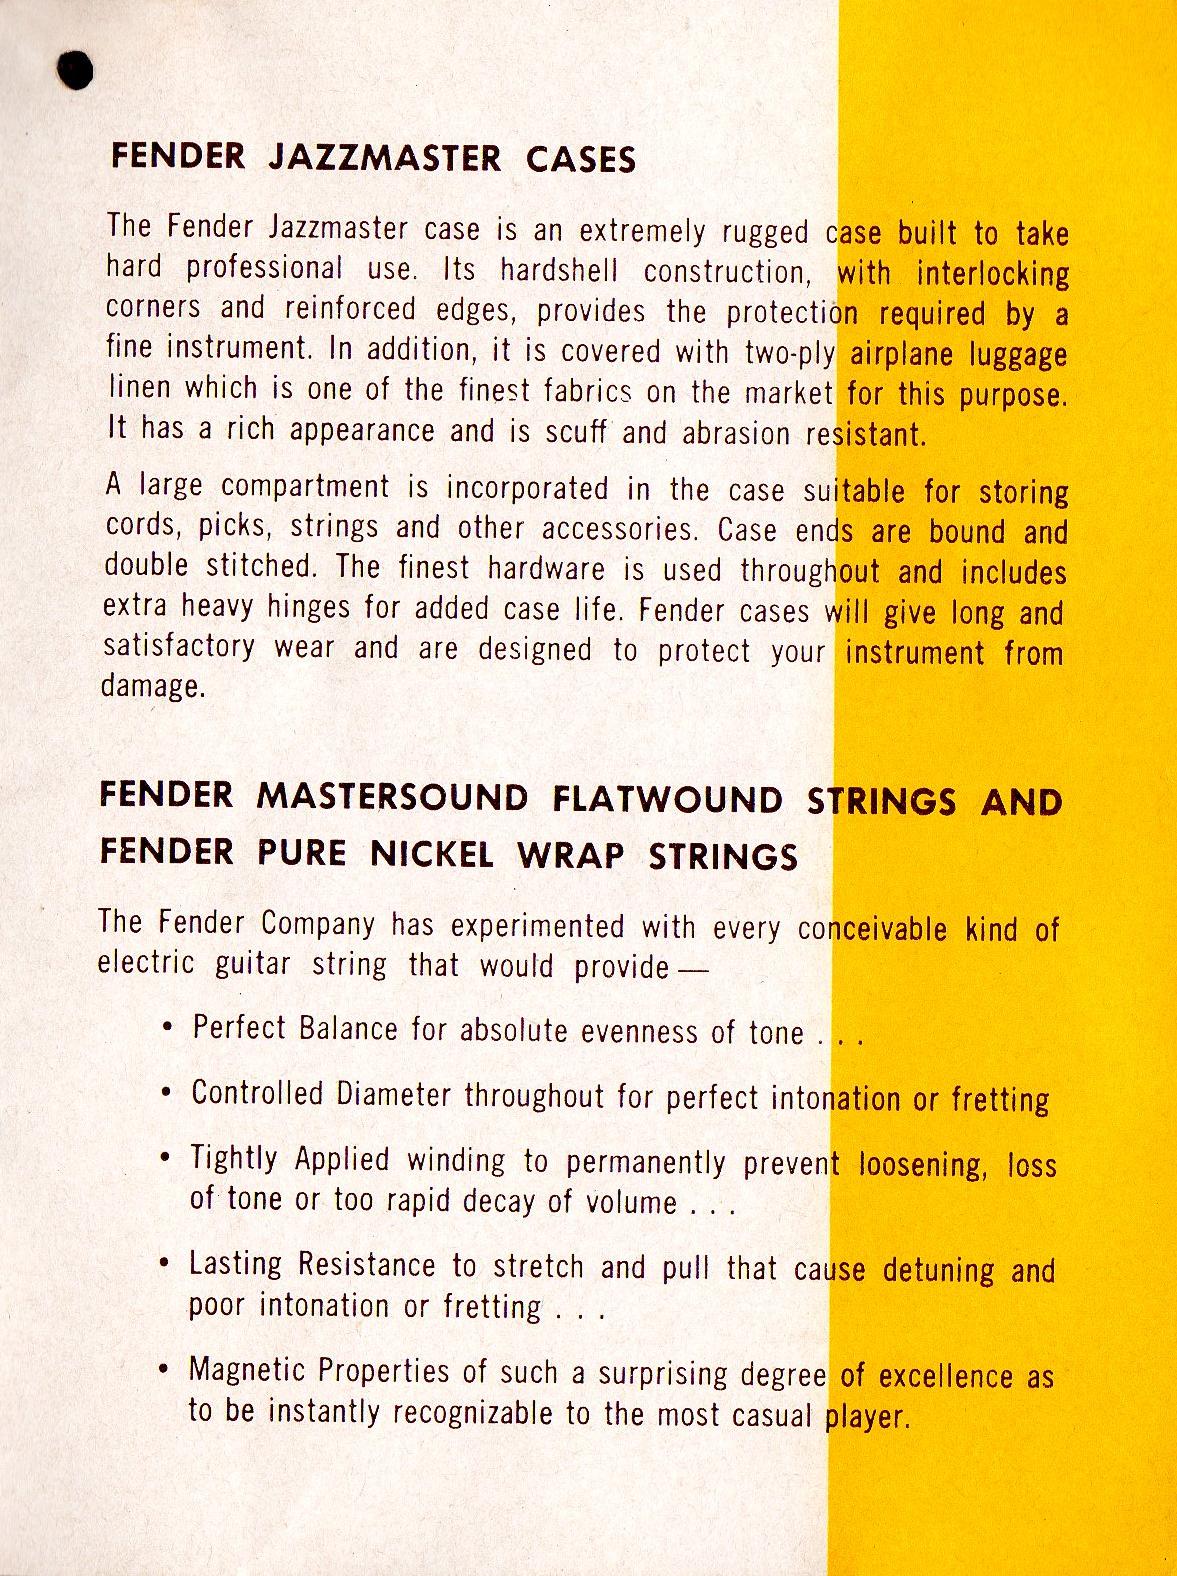 FENDER JAZZMASTER CASES
The Fender Jazzmaster case is an extremely rugged case built to take
hard professional use. Its hardshell construction, with interlocking
corners and reinforced edges, provides the protection required by a
fine instrument. In addition, it is covered with two-ply airplane luggage
linen which is one of the finest fabrics on the market for this purpose.
It has a rich appearance and is scuff and abrasion resistant.
A large compartment is incorporated in the case suitable for storing
cords, picks, strings and other accessories. Case ends are bound and
double stitched. The finest hardware is used throughout and includes
extra heavy hinges for added case life. Fender cases will give long and
satisfactory wear and are designed to protect your instrument from
damage.
FENDER MASTERSOUND FLATWOUND STRINGS AND
FENDER PURE NICKEL WRAP STRINGS
The Fender Company has experimented with every conceivable kind of
electric guitar string that would provide —
• Perfect Balance for absolute evenness of tone . . .
• Controlled Diameter throughout for perfect intonation or fretting
• Tightly Applied winding to permanently prevent loosening, loss
of tone or too rapid decay of volume . . .
• Lasting Resistance to stretch and pull that cause detuning and
poor intonation or fretting . . .
• Magnetic Properties of such a surprising degree of excellence as
to be instantly recognizable to the most casual player.